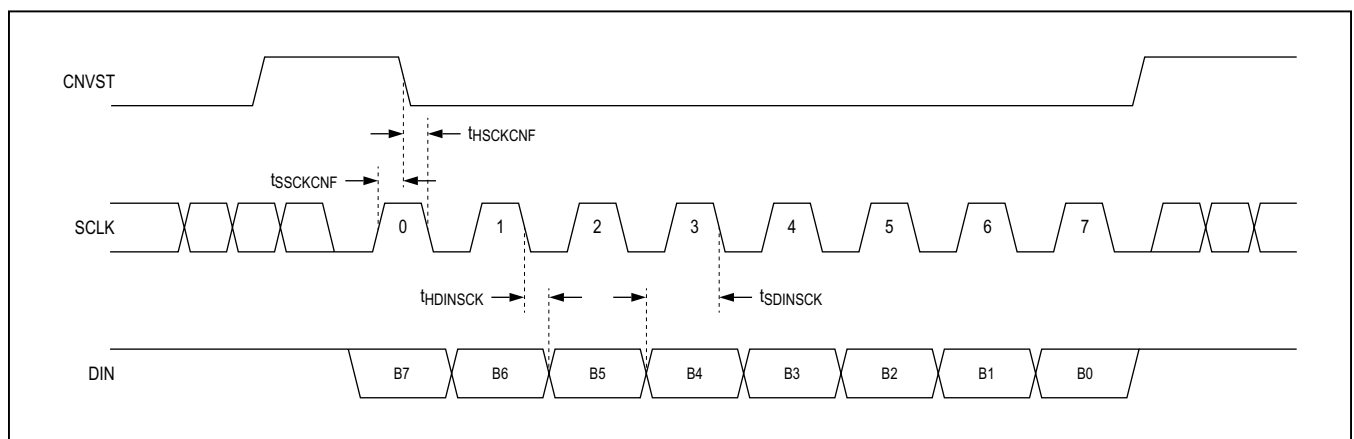 CNVST
tHSCKCNF
tSSCKCNF
SCLK 0 1 2 3 4 5 6 7
tHDINSCK tSDINSCK
DIN B7 B6 B5 B4 B3 B2 B1 B0